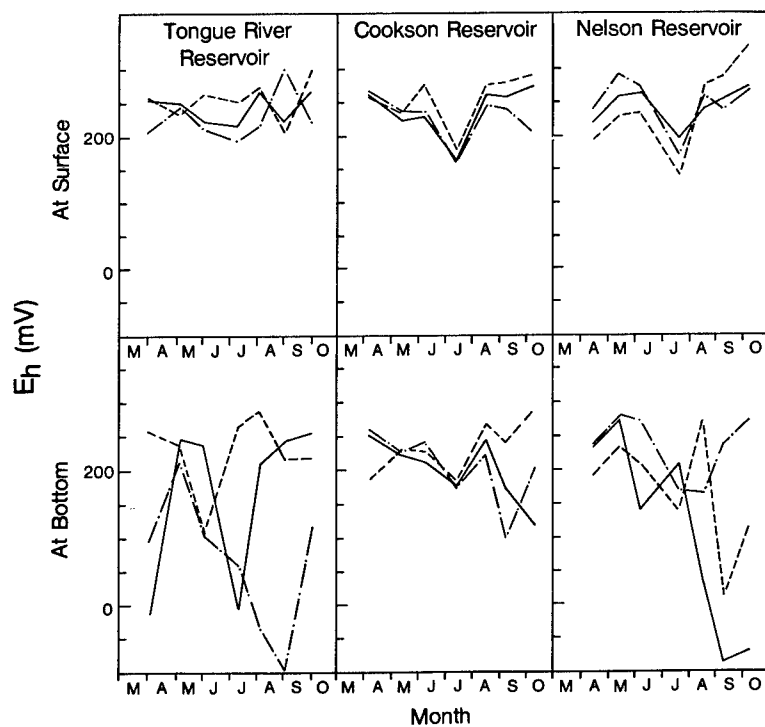 Tongue River
Reservoir
Cookson Reservoir
Nelson Reservoir
At Surface
200
0
M A M J J A S O
M A M J J A S O
M A M J J A S O
Eh (mV)
At Bottom
200
0
M A M J J A S O
M A M J J A S O
M A M J J A S O
Month